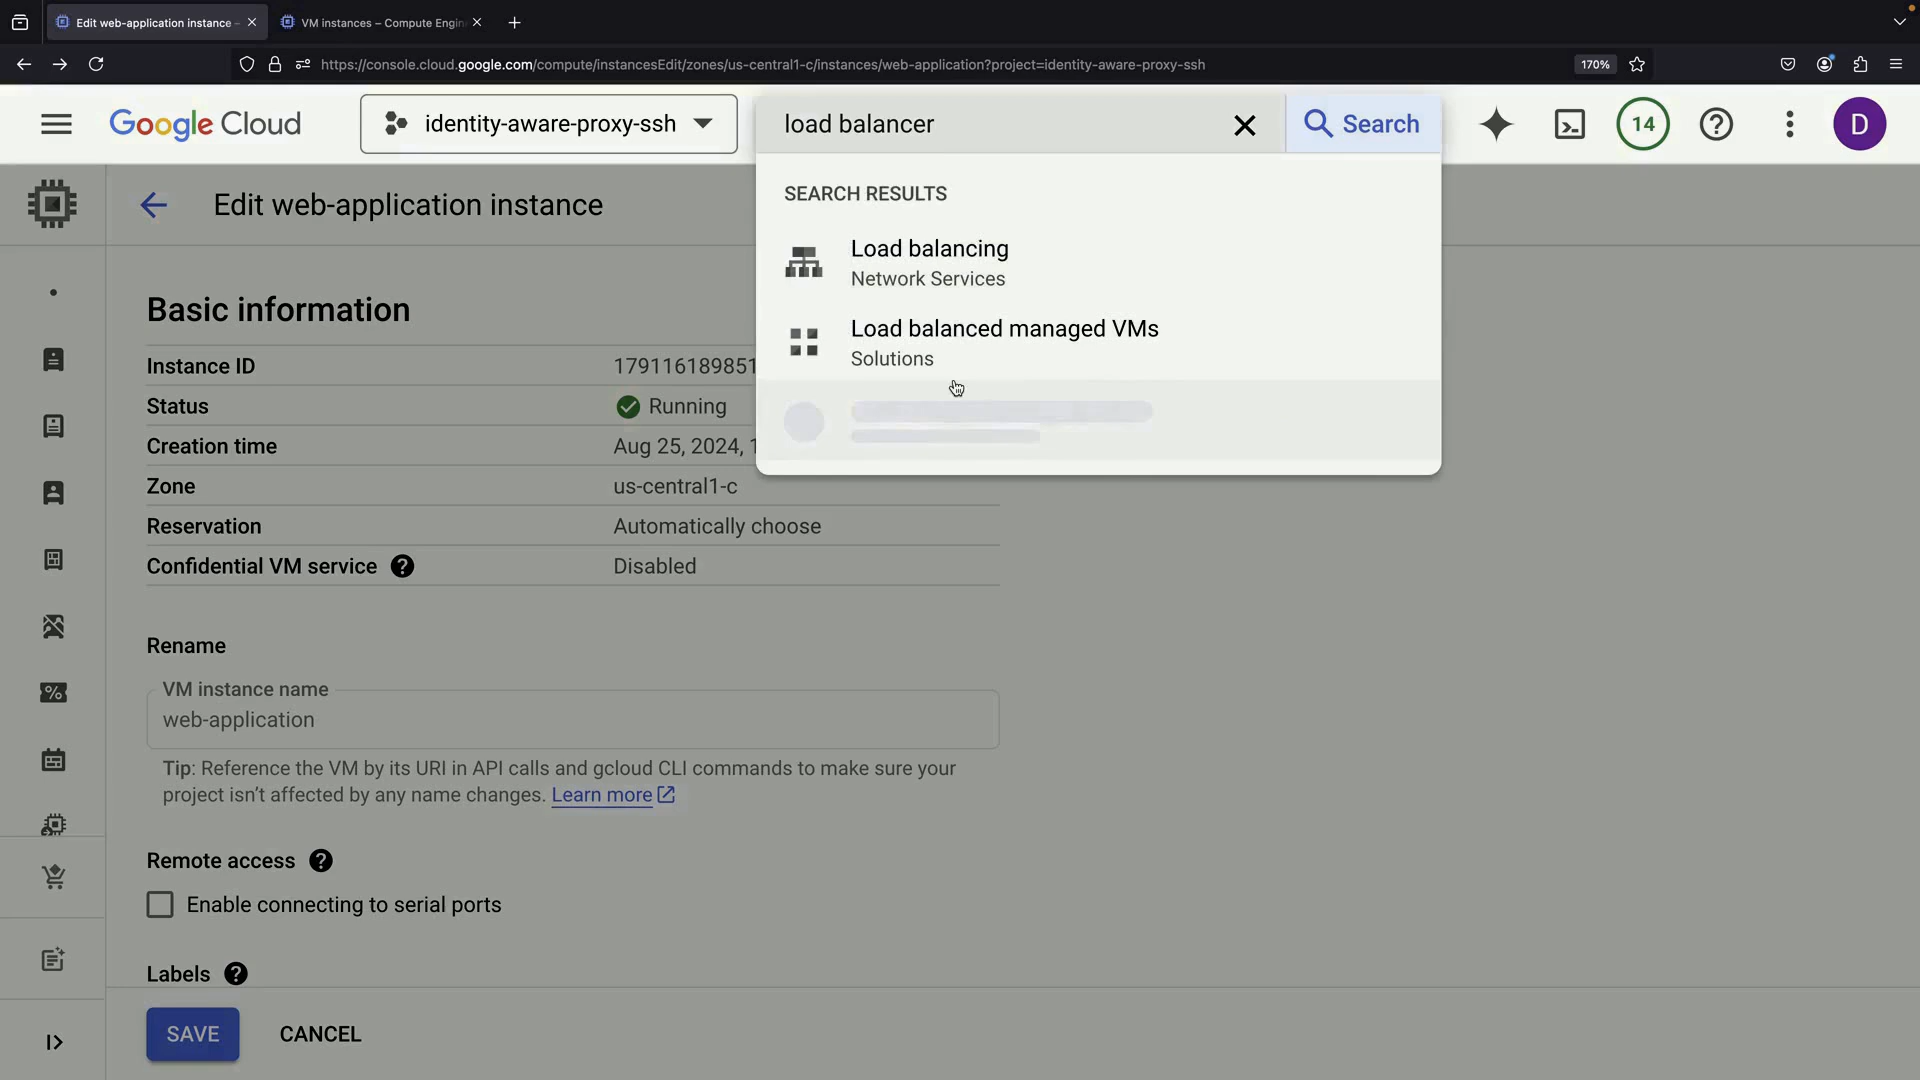 Edit web-application instance –
VM instances – Compute Engin
https://console.cloud.google.com/compute/instancesEdit/zones/us-central1-c/instances/web-application?project=identity-aware-proxy-ssh
170%
Google Cloud
identity-aware-proxy-ssh
load balancer
Search
14
D
Edit web-application instance
SEARCH RESULTS
Load balancing
Network Services
Load balanced managed VMs
Solutions
Basic information
Instance ID 179116189851
Status Running
Creation time Aug 25, 2024, 1
Zone us-central1-c
Reservation Automatically choose
Confidential VM service Disabled
Rename
VM instance name
web-application
Tip: Reference the VM by its URI in API calls and gcloud CLI commands to make sure your
project isn't affected by any name changes. Learn more
Remote access
Enable connecting to serial ports
Labels
SAVE CANCEL